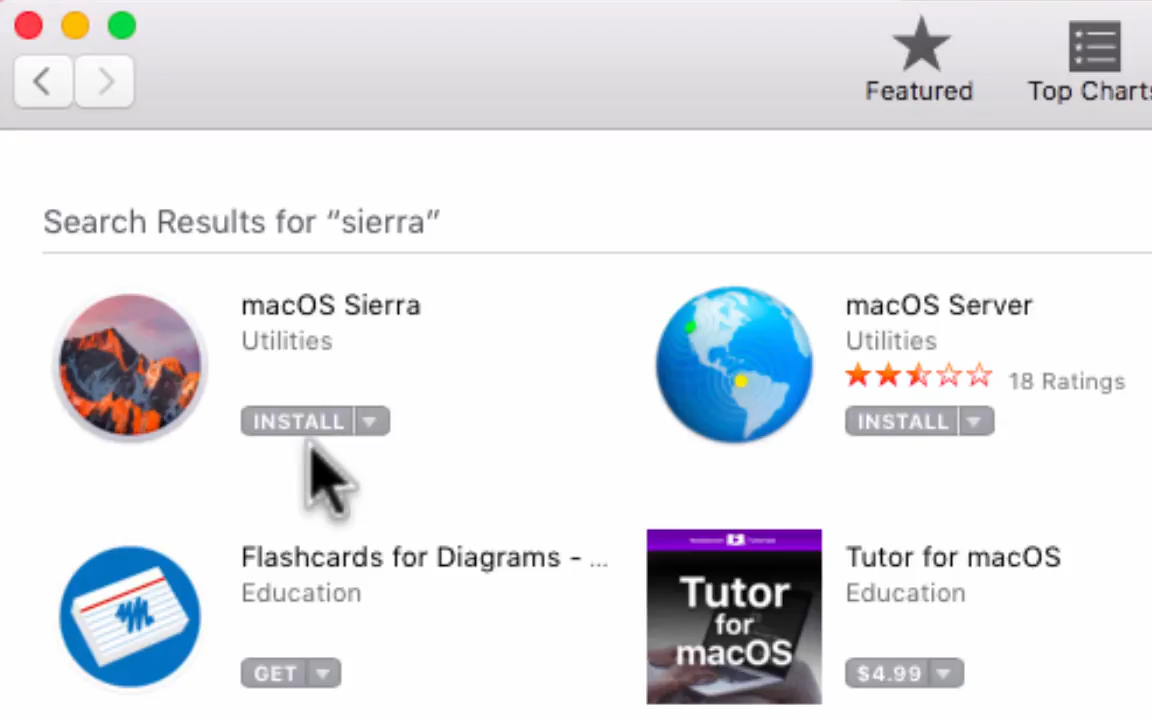 Featured
Top Charts
Search Results for “sierra”
macOS Sierra
Utilities
INSTALL
macOS Server
Utilities
18 Ratings
INSTALL
Flashcards for Diagrams - ...
Education
GET
Tutor
for
macOS
Tutor for macOS
Education
$4.99